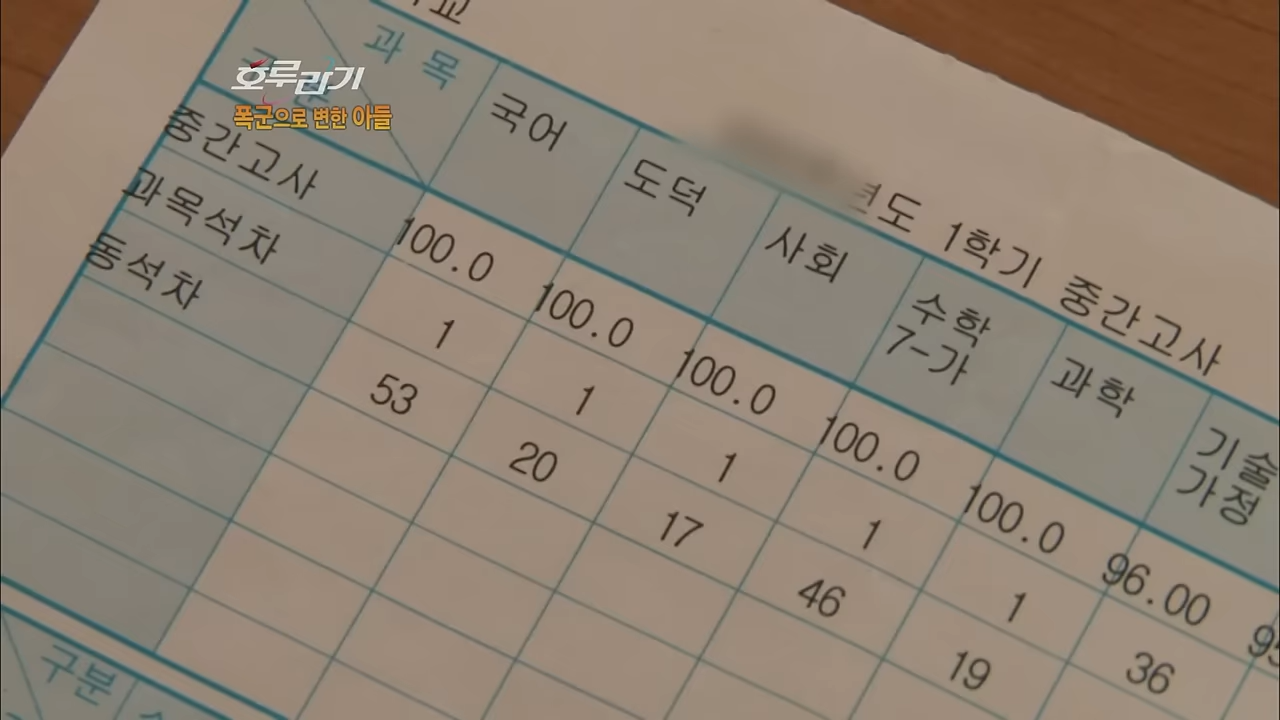 호루라기
폭군으로 변한 아들
년도 1학기 중간고사
과 목
국어
도덕
사회
수학
7-가
과학
기술
가정
중간고사
100.0
100.0
100.0
100.0
100.0
96.00
과목석차
1
1
1
1
1
36
동석차
53
20
17
46
19
구분